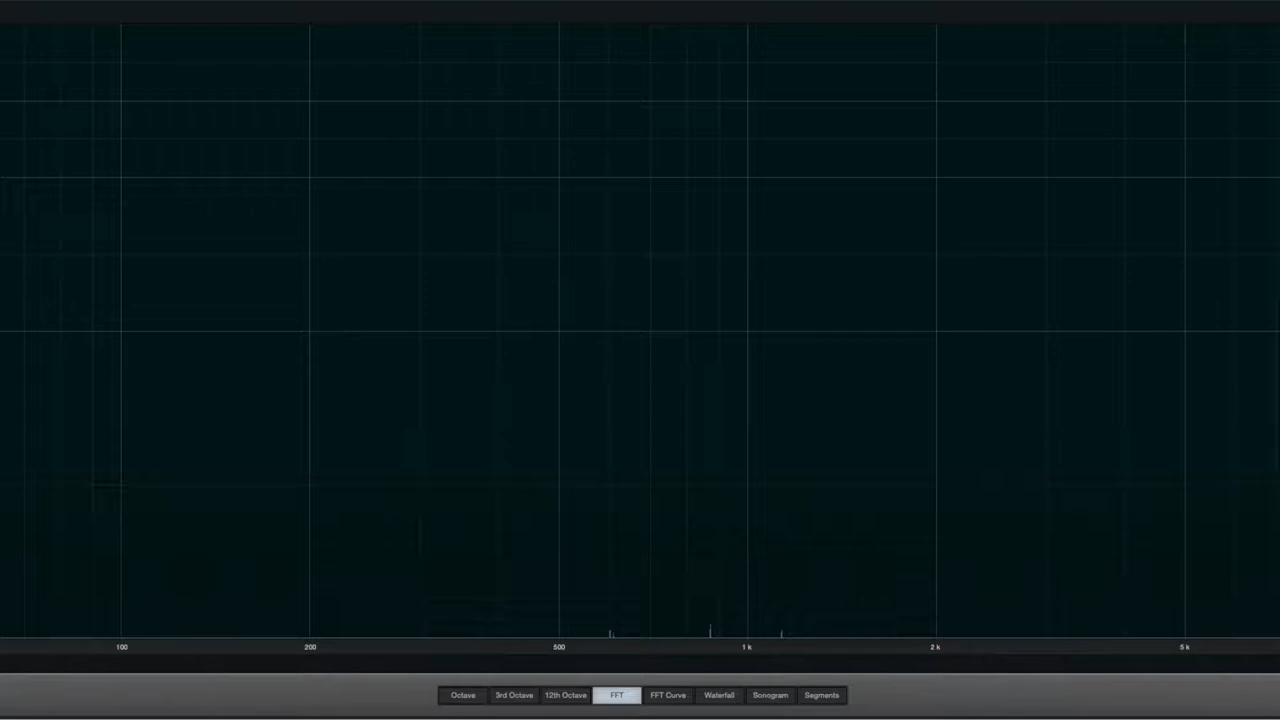 100 200 500 1 k 2 k 5 k
Octave 3rd Octave 12th Octave FFT FFT Curve Waterfall Sonogram Segments